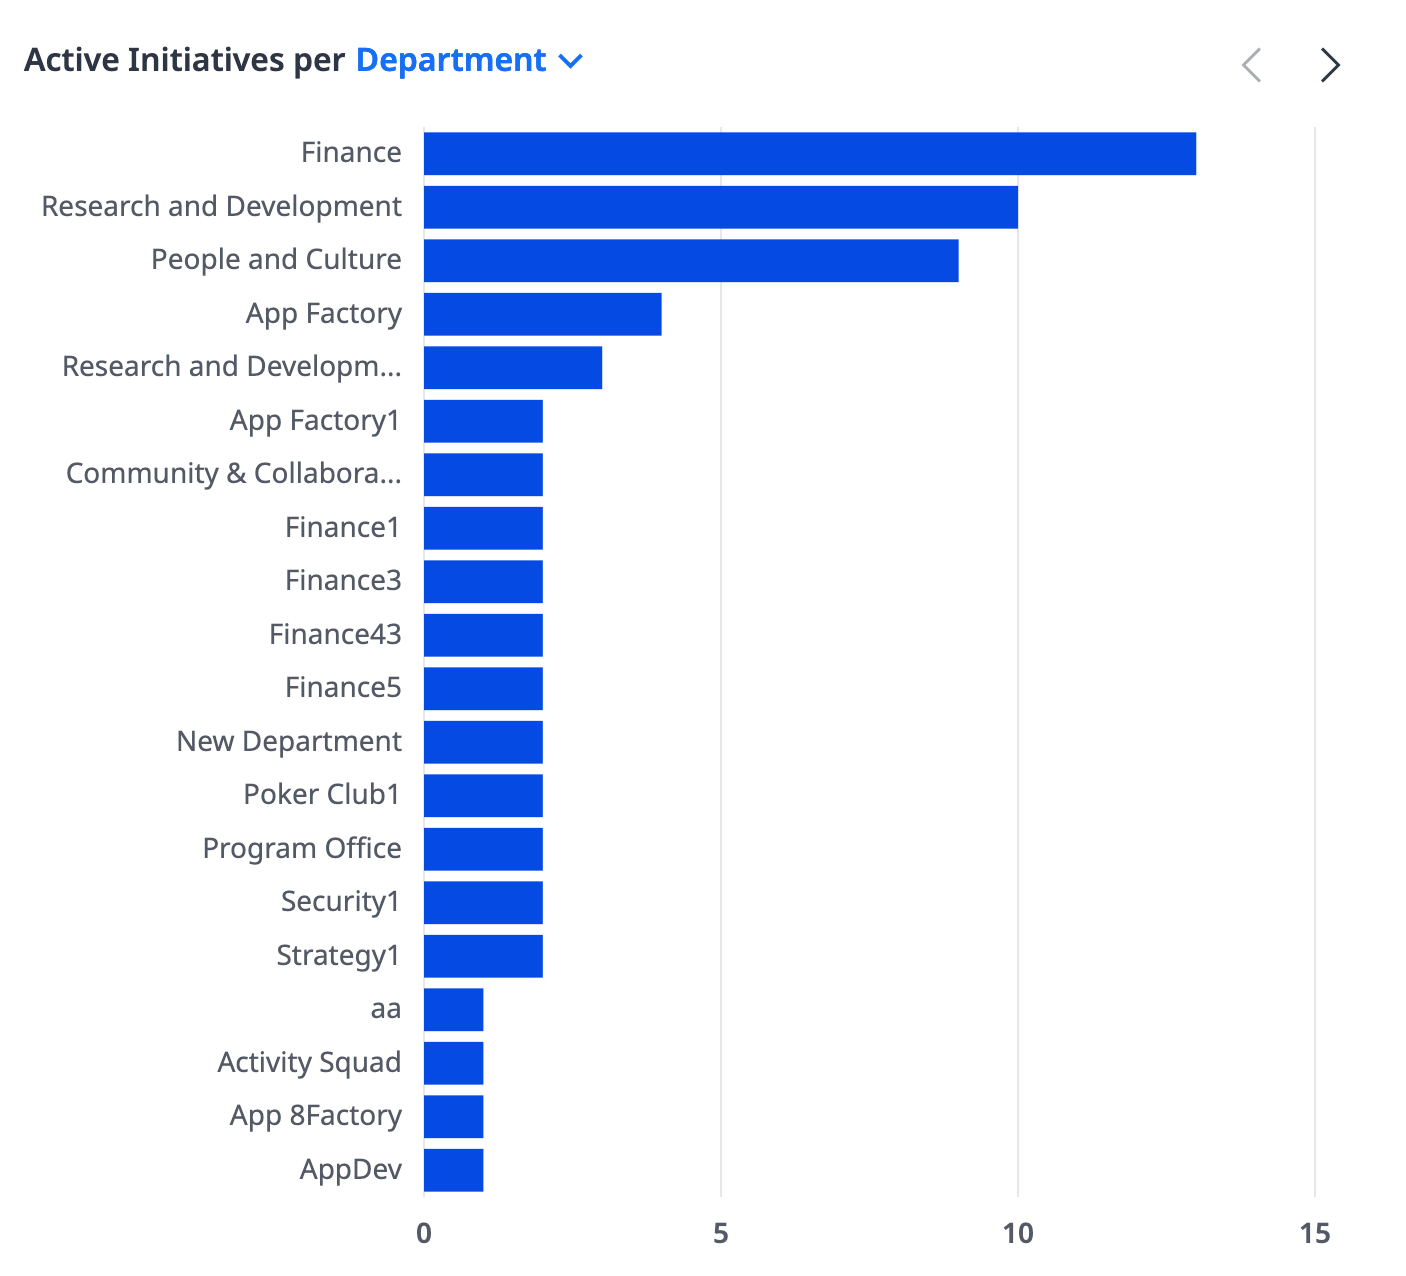 Active Initiatives per Department
Finance
Research and Development
People and Culture
App Factory
Research and Developm...
App Factory1
Community & Collabora...
Finance1
Finance3
Finance43
Finance5
New Department
Poker Club1
Program Office
Security1
Strategy1
aa
Activity Squad
App 8Factory
AppDev
0 5 10 15